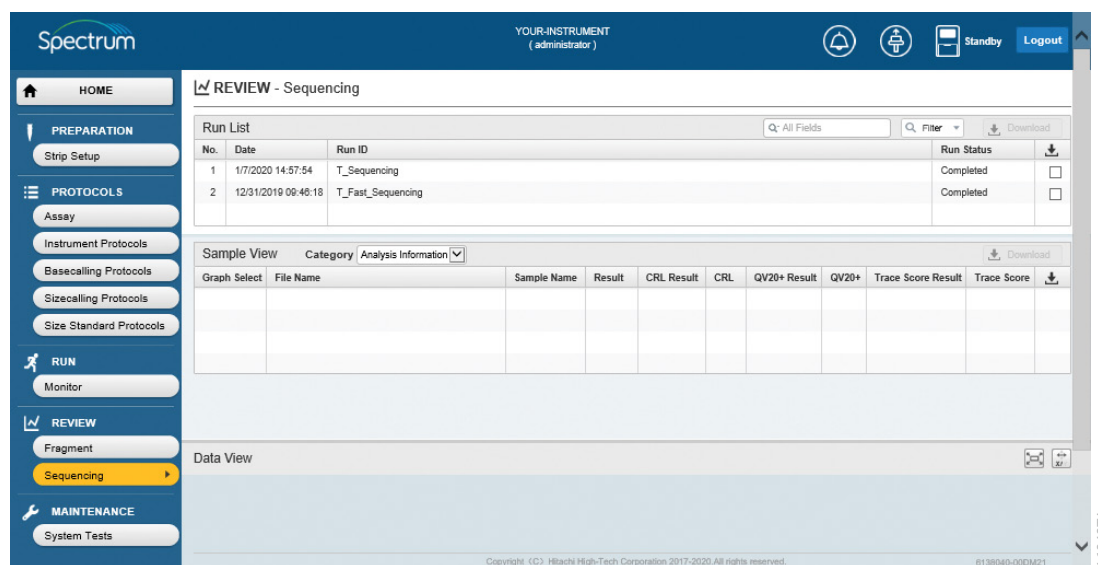 Spectrum
YOUR-INSTRUMENT
( administrator )
Standby
Logout
HOME
PREPARATION
Strip Setup
PROTOCOLS
Assay
Instrument Protocols
Basecalling Protocols
Sizecalling Protocols
Size Standard Protocols
RUN
Monitor
REVIEW
Fragment
Sequencing
MAINTENANCE
System Tests
REVIEW - Sequencing
Run List
All Fields
Filter
Download
No. Date Run ID Run Status
1 1/7/2020 14:57:54 T_Sequencing Completed
2 12/31/2019 09:46:18 T_Fast_Sequencing Completed
Sample View Category Analysis Information
Download
Graph Select File Name Sample Name Result CRL Result CRL QV20+ Result QV20+ Trace Score Result Trace Score
Data View
Copyright (C) Hitachi High-Tech Corporation 2017-2020 All rights reserved.